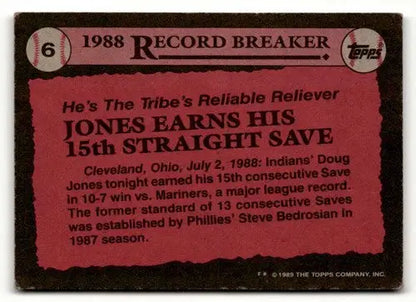 6
1988 RECORD BREAKER
Topps
He's The Tribe's Reliable Reliever
JONES EARNS HIS
15th STRAIGHT SAVE
Cleveland, Ohio, July 2, 1988: Indians' Doug
Jones tonight earned his 15th consecutive Save
in 10-7 win vs. Mariners, a major league record.
The former standard of 13 consecutive Saves
was established by Phillies' Steve Bedrosian in
1987 season.
© 1989 THE TOPPS COMPANY, INC.